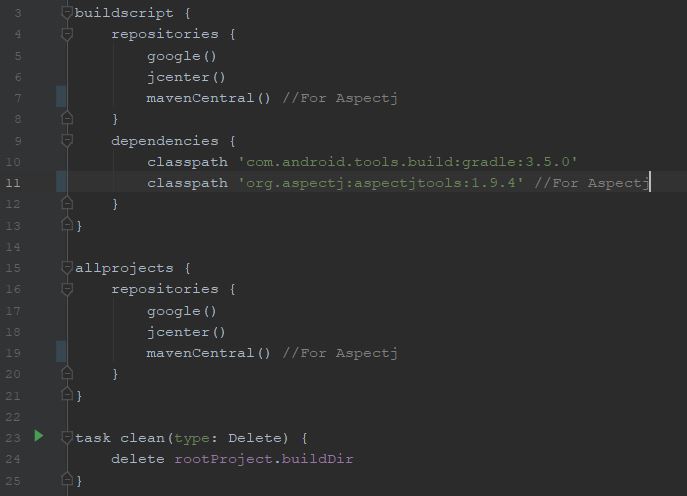 3 buildscript {
4     repositories {
5         google()
6         jcenter()
7         mavenCentral() //For Aspectj
8     }
9     dependencies {
10         classpath 'com.android.tools.build:gradle:3.5.0'
11         classpath 'org.aspectj:aspectjtools:1.9.4' //For Aspectj
12     }
13 }
14
15 allprojects {
16     repositories {
17         google()
18         jcenter()
19         mavenCentral() //For Aspectj
20     }
21 }
22
23 task clean(type: Delete) {
24     delete rootProject.buildDir
25 }